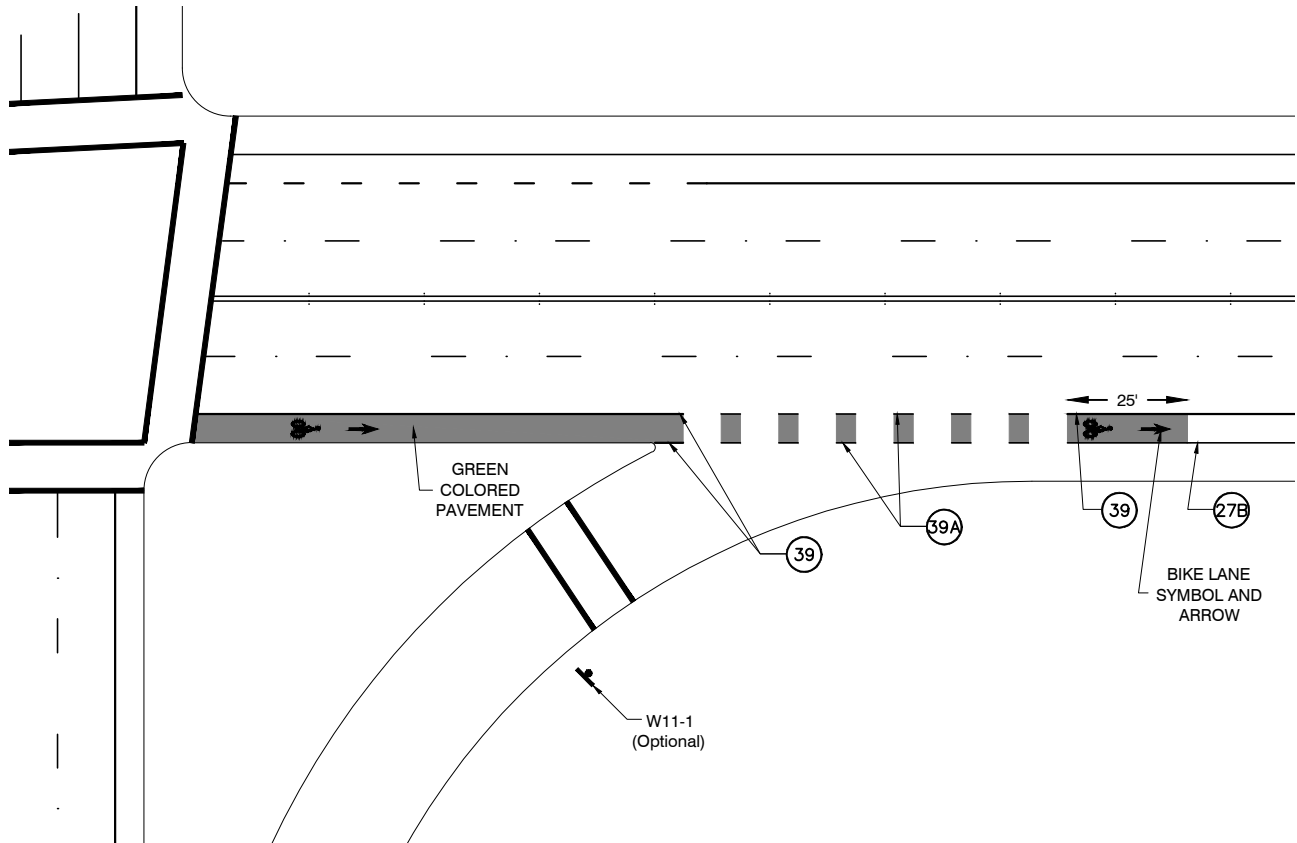 25'
GREEN
COLORED
PAVEMENT
39
39A
39
27B
BIKE LANE
SYMBOL AND
ARROW
W11-1
(Optional)